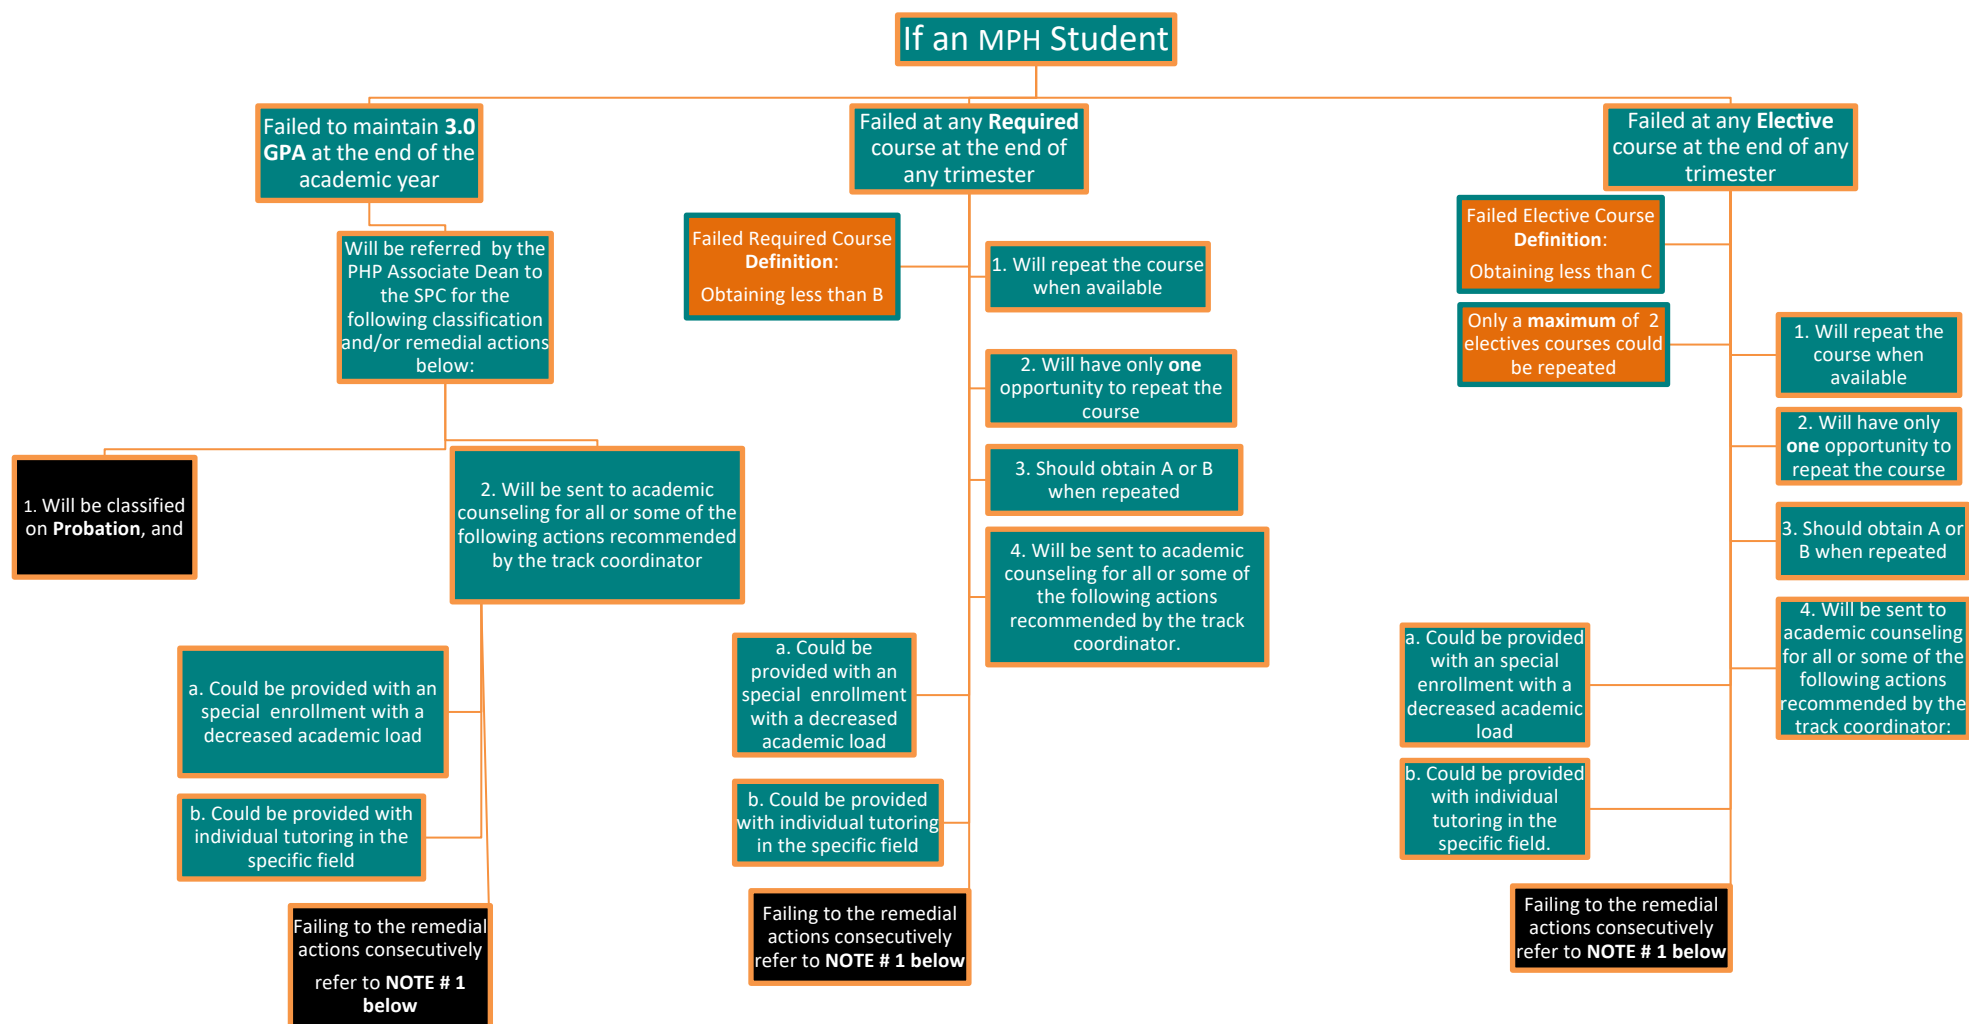 If an MPH Student
Failed to maintain 3.0
GPA at the end of the
academic year
Will be referred  by the
PHP Associate Dean to
the SPC for the
following classification
and/or remedial actions
below:
1. Will be classified
on Probation, and
2. Will be sent to academic
counseling for all or some of the
following actions recommended
by the track coordinator
a. Could be provided with an
special  enrollment with a
decreased academic load
b. Could be provided with
individual tutoring in the
specific field
Failing to the remedial
actions consecutively
refer to NOTE # 1
below
Failed at any Required
course at the end of
any trimester
Failed Required Course
Definition:
Obtaining less than B
1. Will repeat the course
when available
2. Will have only one
opportunity to repeat the
course
3. Should obtain A or B
when repeated
4. Will be sent to academic
counseling for all or some of
the following actions
recommended by the track
coordinator.
a. Could be
provided with an
special  enrollment
with a decreased
academic load
b. Could be provided
with individual tutoring
in the specific field
Failing to the remedial
actions consecutively
refer to NOTE # 1 below
Failed at any Elective
course at the end of any
trimester
Failed Elective Course
Definition:
Obtaining less than C
Only a maximum of  2
electives courses could
be repeated
1. Will repeat the
course when
available
2. Will have only
one opportunity to
repeat the course
3. Should obtain A or
B when repeated
4. Will be sent to
academic counseling
for all or some of the
following actions
recommended by the
track coordinator:
a. Could be provided
with an special
enrollment with a
decreased academic
load
b. Could be provided
with individual
tutoring in the
specific field.
Failing to the remedial
actions consecutively
refer to NOTE # 1 below